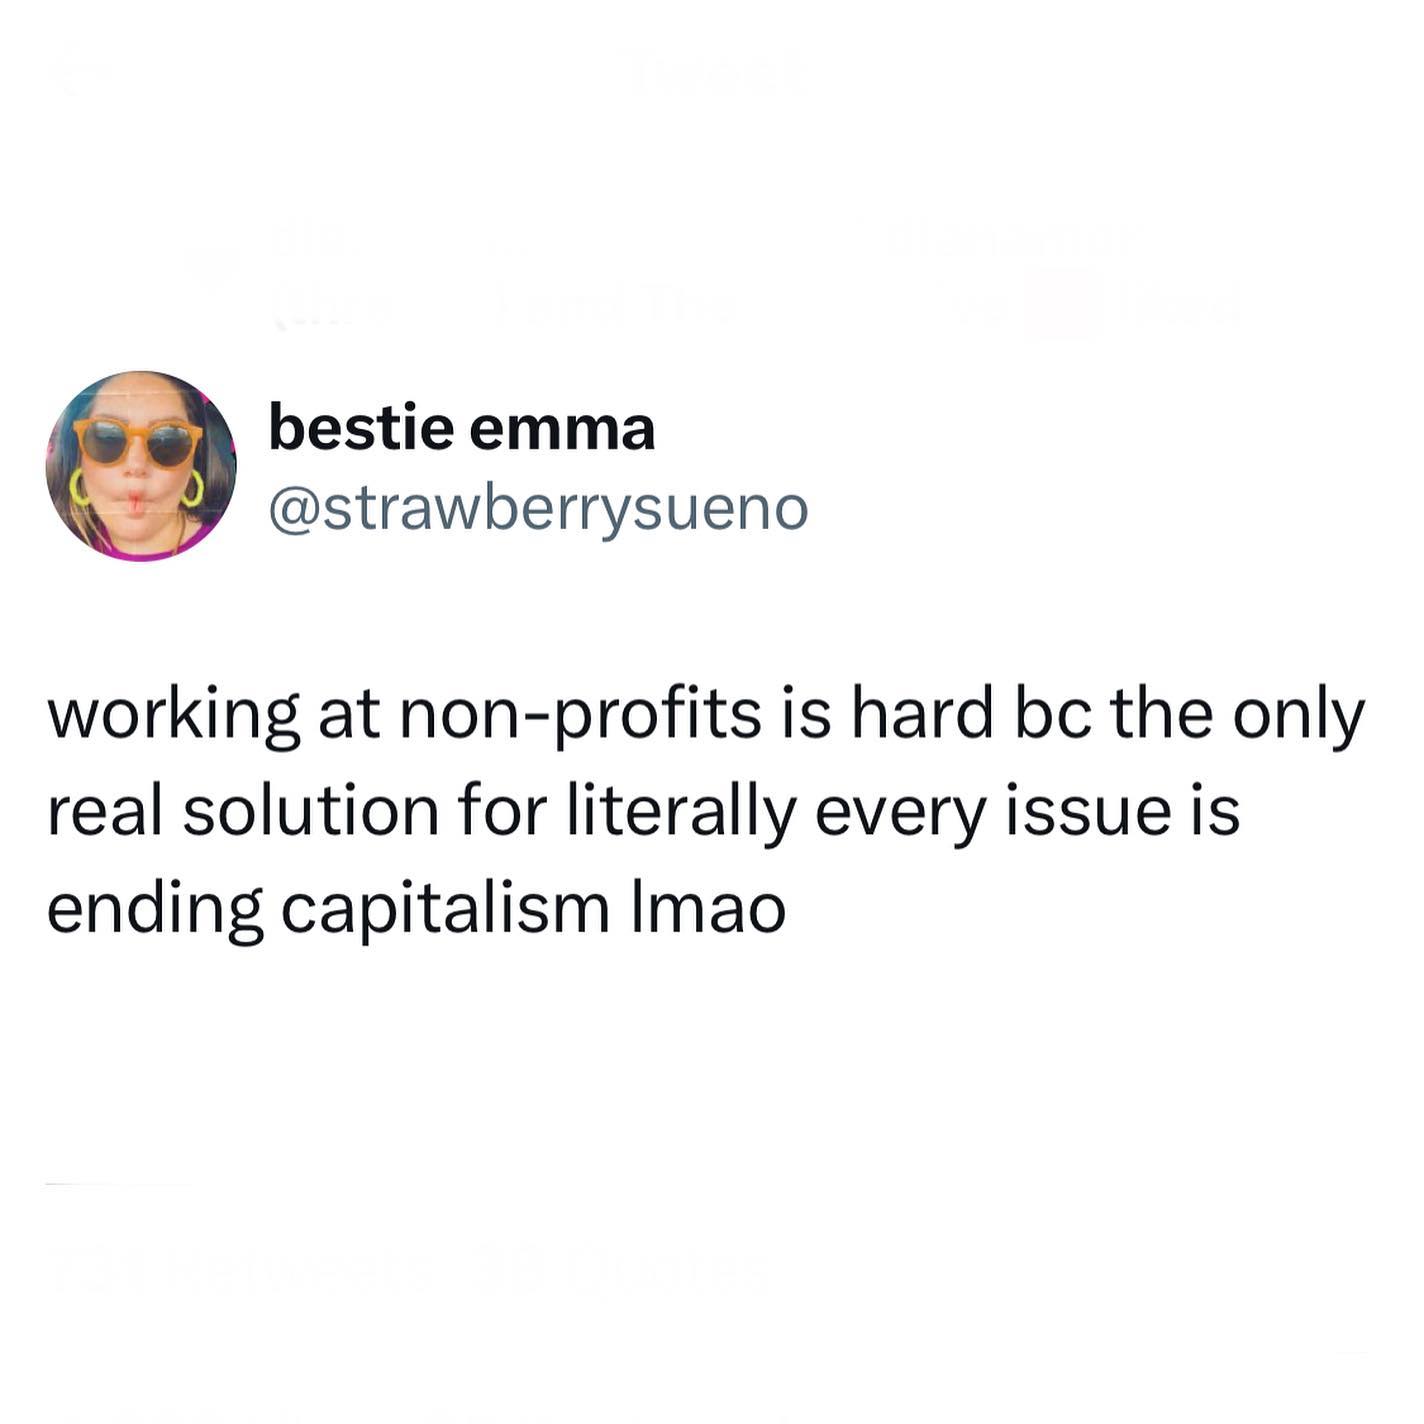 bestie emma
@strawberrysueno
working at non-profits is hard bc the only
real solution for literally every issue is
ending capitalism lmao